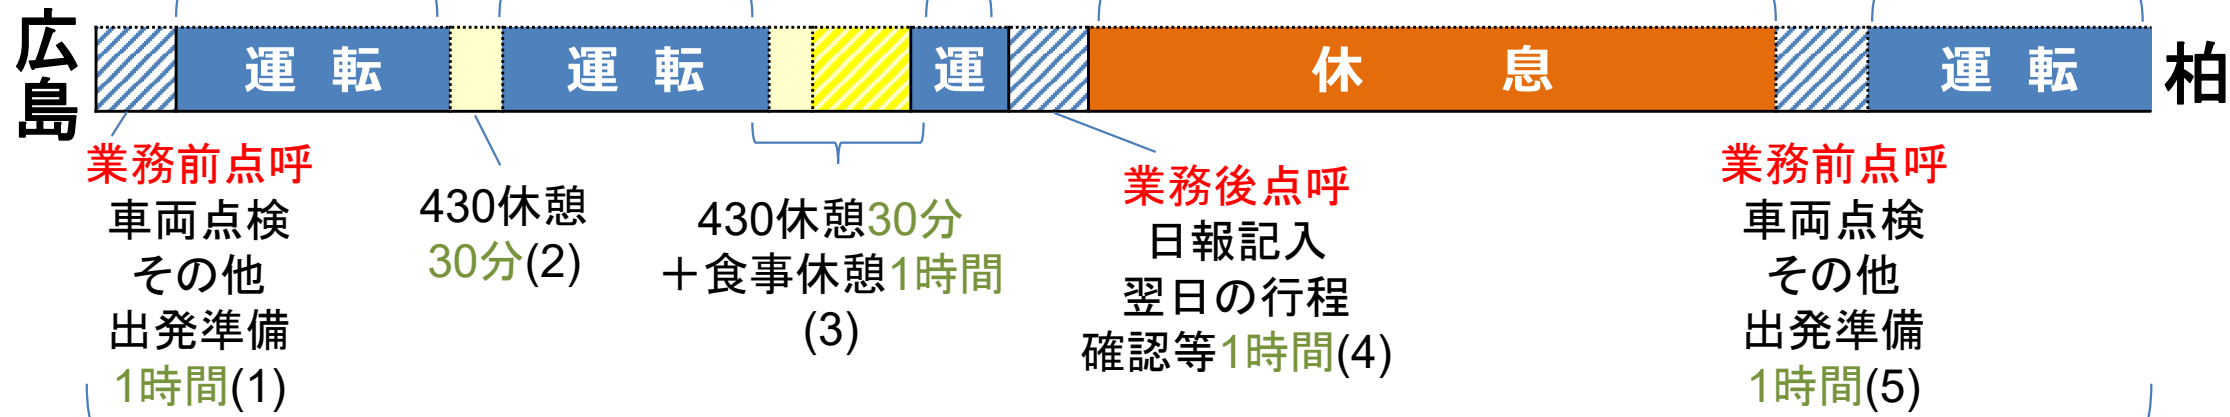 広島
運 転
運 転
運
休 息
運 転
柏
業務前点呼
車両点検
その他
出発準備
1時間(1)
430休憩
30分(2)
430休憩30分
＋食事休憩1時間
(3)
業務後点呼
日報記入
翌日の行程
確認等1時間(4)
業務前点呼
車両点検
その他
出発準備
1時間(5)